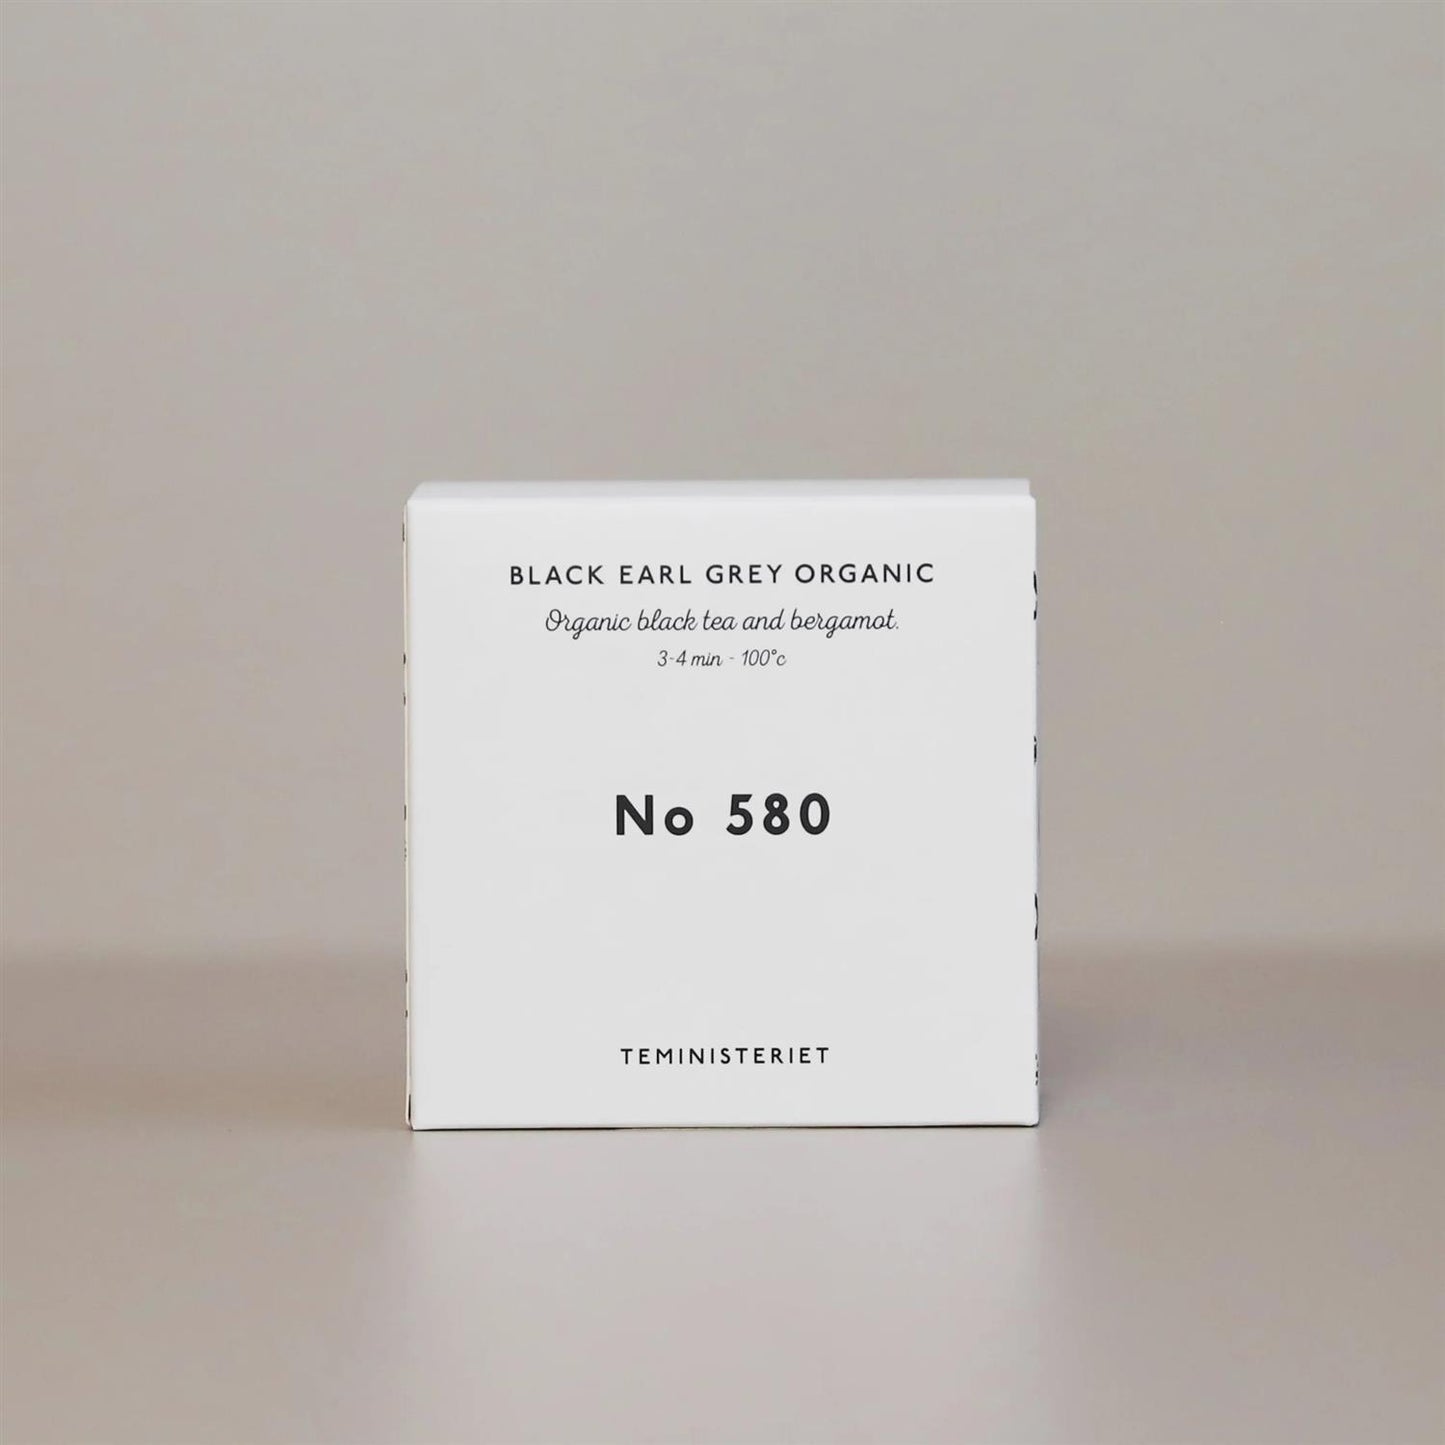 BLACK EARL GREY ORGANIC
Organic black tea and bergamot.
3-4 min - 100°c
No 580
TEMINISTERIET